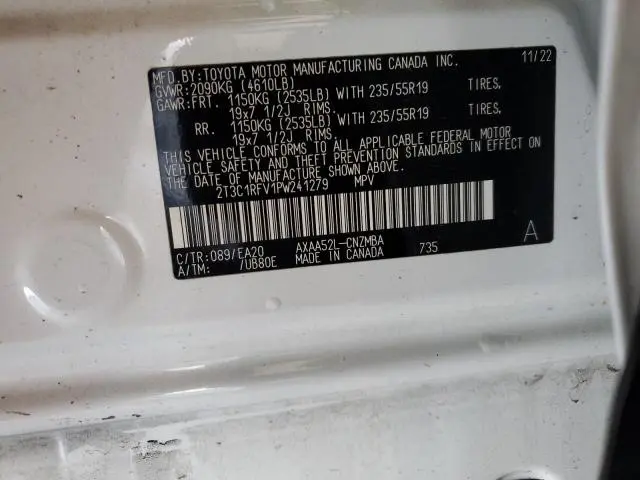 MFD.BY:TOYOTA MOTOR MANUFACTURING CANADA INC. 11/22
GVWR:2090KG (4610LB)
GAWR:FRT. 1150KG (2535LB) WITH 235/55R19 TIRES,
19x7 1/2J RIMS.
RR. 1150KG (2535LB) WITH 235/55R19 TIRES,
19x7 1/2J RIMS.
THIS VEHICLE CONFORMS TO ALL APPLICABLE FEDERAL MOTOR
VEHICLE SAFETY AND THEFT PREVENTION STANDARDS IN EFFECT ON
THE DATE OF MANUFACTURE SHOWN ABOVE.
2T3C1RFV1PW241279 MPV
C/TR:089/EA20 AXAA52L-CNZMBA 735 A
A/TM: /UB80E MADE IN CANADA